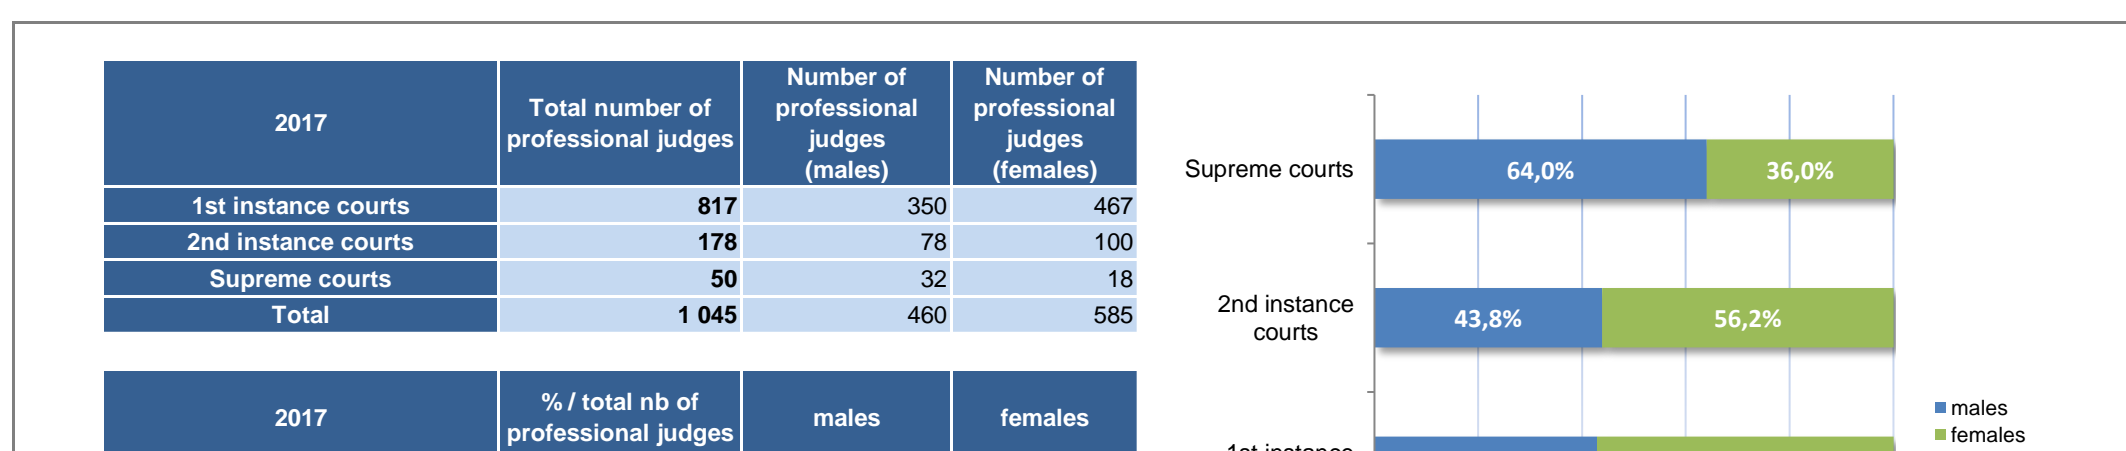 2017
Total number of
professional judges
Number of
professional
judges
(males)
Number of
professional
judges
(females)
1st instance courts 817 350 467
2nd instance courts 178 78 100
Supreme courts 50 32 18
Total 1 045 460 585
2017
% / total nb of
professional judges
males
females
Supreme courts
64,0% 36,0%
2nd instance
courts
43,8% 56,2%
1st instance
males
females